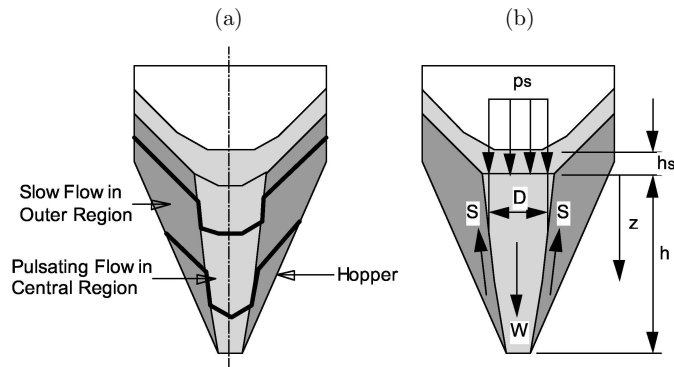 (a)
(b)
Slow Flow in
Outer Region
Pulsating Flow in
Central Region
Hopper
ps
hs
D
S
S
z
h
W